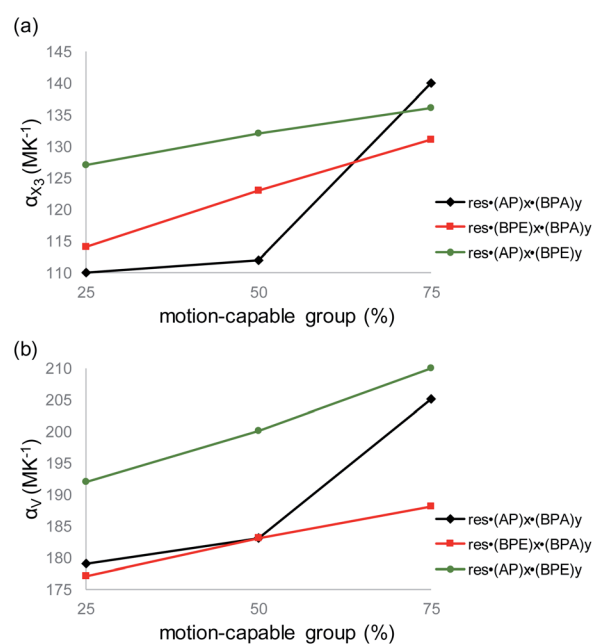 (a)
145
140
135
130
125
120
115
110
25
50
75
αX₃ (MK⁻¹)
motion-capable group (%)
res•(AP)x•(BPA)y
res•(BPE)x•(BPA)y
res•(AP)x•(BPE)y
(b)
210
205
200
195
190
185
180
175
25
50
75
αV (MK⁻¹)
motion-capable group (%)
res•(AP)x•(BPA)y
res•(BPE)x•(BPA)y
res•(AP)x•(BPE)y